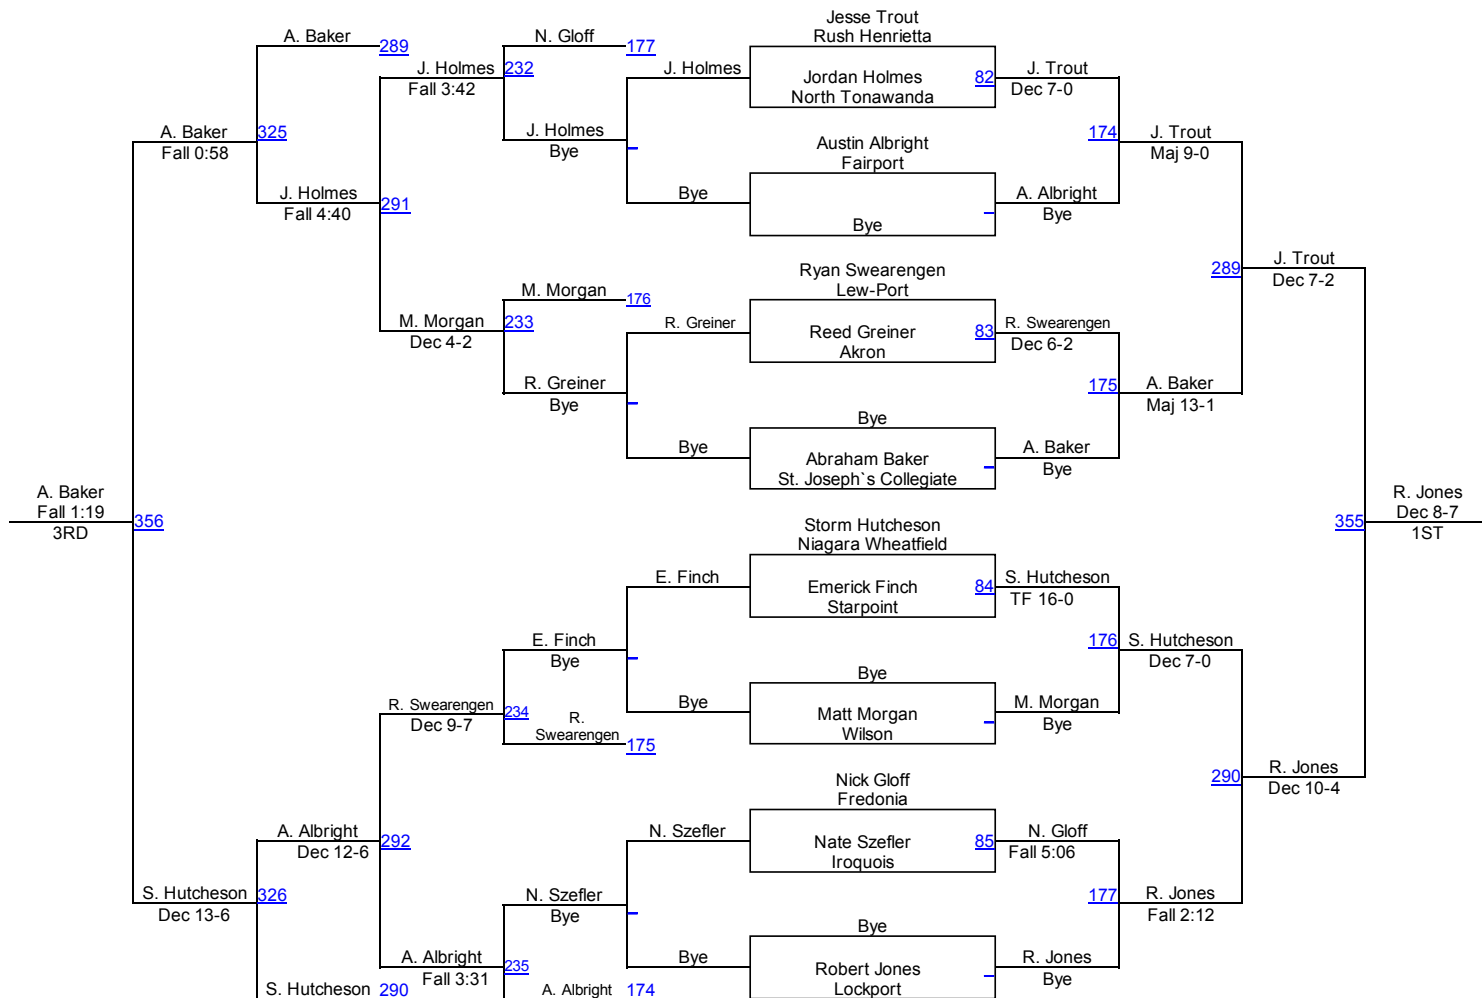 Jesse Trout
Rush Henrietta
A. Baker 289
N. Gloff 177
J. Holmes 232
Fall 3:42
J. Holmes
Jordan Holmes 82
North Tonawanda
J. Trout
Dec 7-0
A. Baker 325
Fall 0:58
J. Holmes
Bye
Austin Albright
Fairport
174 J. Trout
Maj 9-0
J. Holmes 291
Fall 4:40
Bye
Bye
A. Albright
Bye
Ryan Swearengen
Lew-Port
289 J. Trout
Dec 7-2
M. Morgan 176
M. Morgan 233
Dec 4-2
R. Greiner
Reed Greiner 83
Akron
R. Swearengen
Dec 6-2
R. Greiner
Bye
175 A. Baker
Maj 13-1
Bye
Bye
Abraham Baker
St. Joseph`s Collegiate
A. Baker
Bye
A. Baker
Fall 1:19
3RD
356
Storm Hutcheson
Niagara Wheatfield
355
R. Jones
Dec 8-7
1ST
E. Finch
Emerick Finch 84
Starpoint
S. Hutcheson
TF 16-0
E. Finch
Bye
176 S. Hutcheson
Dec 7-0
Bye
Bye
Matt Morgan
Wilson
M. Morgan
Bye
R. Swearengen 234
Dec 9-7
R.
Swearengen 175
Nick Gloff
Fredonia
290 R. Jones
Dec 10-4
A. Albright 292
Dec 12-6
N. Szefler
Nate Szefler 85
Iroquois
N. Gloff
Fall 5:06
S. Hutcheson 326
Dec 13-6
N. Szefler
Bye
177 R. Jones
Fall 2:12
Bye
A. Albright 235
Fall 3:31
Bye
Robert Jones
Lockport
R. Jones
Bye
S. Hutcheson 290
A. Albright 174